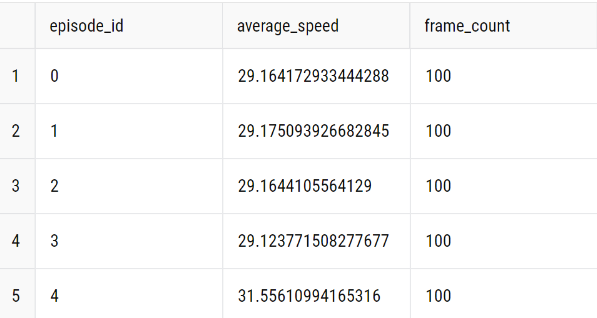 episode_id average_speed frame_count
1 0 29.164172933444288 100
2 1 29.175093926682845 100
3 2 29.1644105564129 100
4 3 29.123771508277677 100
5 4 31.55610994165316 100